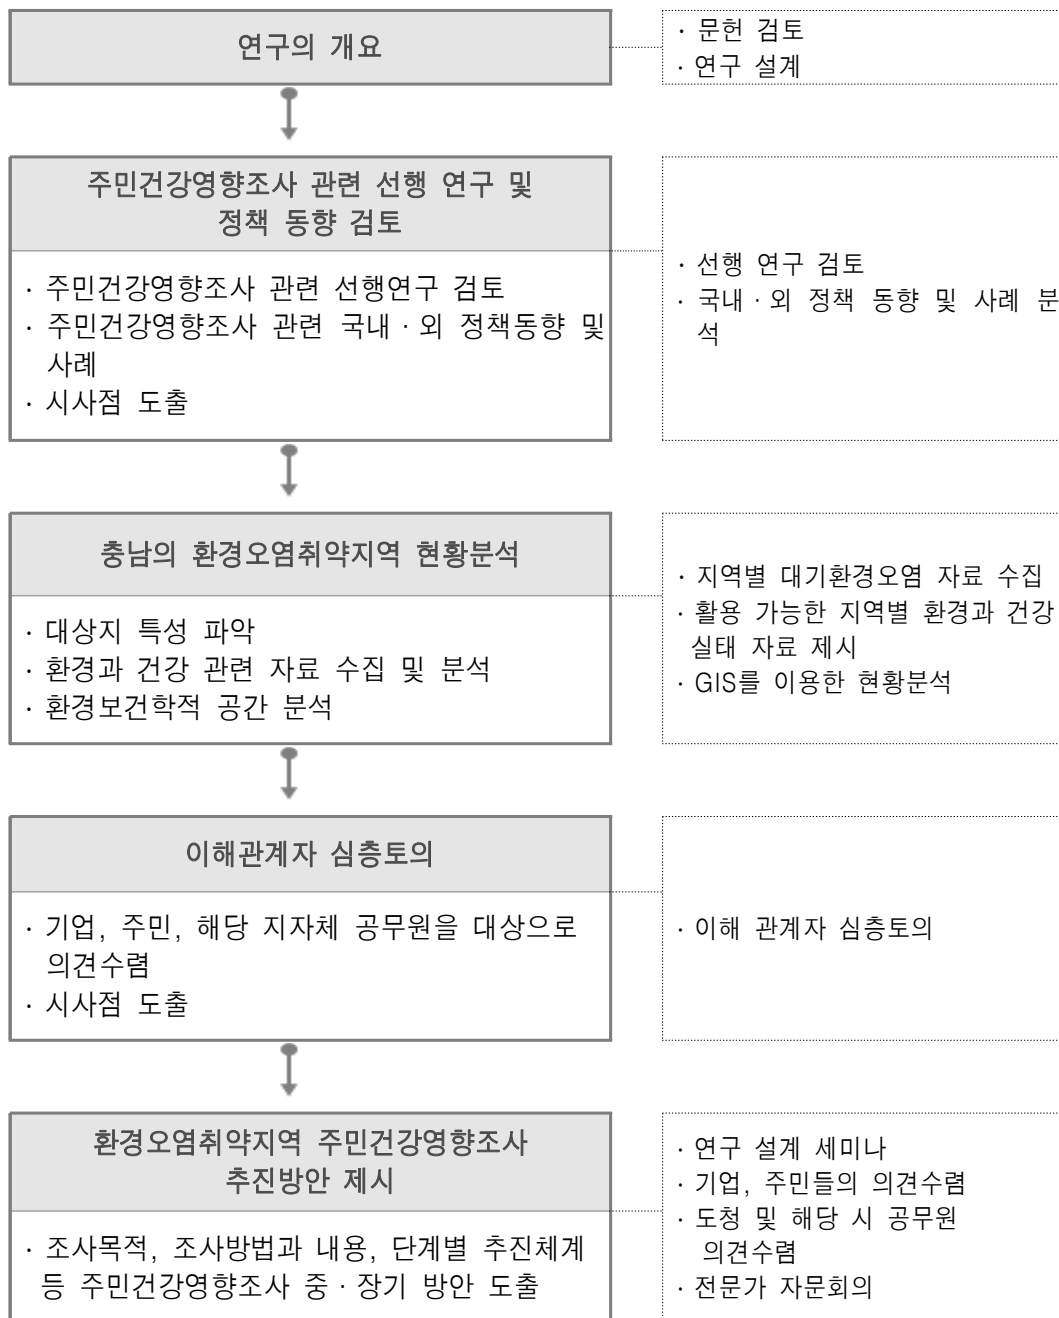 연구의 개요
· 문헌 검토
· 연구 설계
주민건강영향조사 관련 선행 연구 및
정책 동향 검토
· 주민건강영향조사 관련 선행연구 검토
· 주민건강영향조사 관련 국내 · 외 정책동향 및
사례
· 시사점 도출
· 선행 연구 검토
· 국내 · 외 정책 동향 및 사례 분
석
충남의 환경오염취약지역 현황분석
· 대상지 특성 파악
· 환경과 건강 관련 자료 수집 및 분석
· 환경보건학적 공간 분석
· 지역별 대기환경오염 자료 수집
· 활용 가능한 지역별 환경과 건강
실태 자료 제시
· GIS를 이용한 현황분석
이해관계자 심층토의
· 기업, 주민, 해당 지자체 공무원을 대상으로
의견수렴
· 시사점 도출
· 이해 관계자 심층토의
환경오염취약지역 주민건강영향조사
추진방안 제시
· 조사목적, 조사방법과 내용, 단계별 추진체계
등 주민건강영향조사 중 · 장기 방안 도출
· 연구 설계 세미나
· 기업, 주민들의 의견수렴
· 도청 및 해당 시 공무원
의견수렴
· 전문가 자문회의